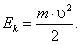 Eₖ = m · υ² / 2.